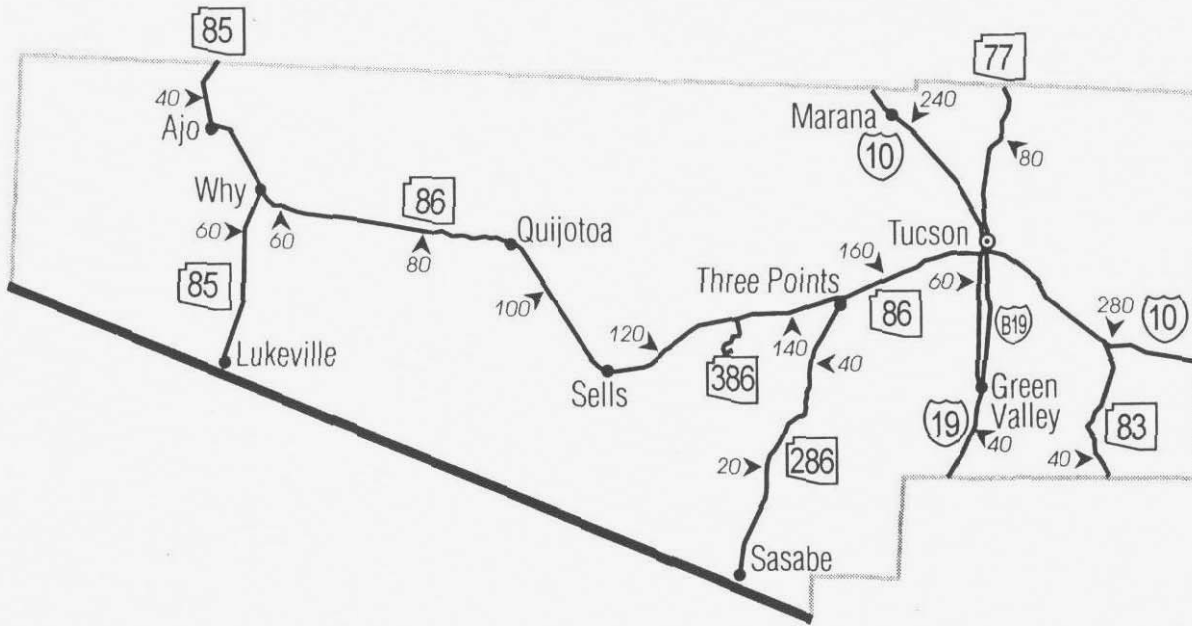 85
77
40
Ajo
Marana
240
10
80
Why
86
Quijotoa
Tucson
60
60
80
160
60
Three Points
85
100
86
B19
280
10
120
140
Lukeville
386
40
Sells
Green
Valley
19
40
83
20
286
40
Sasabe